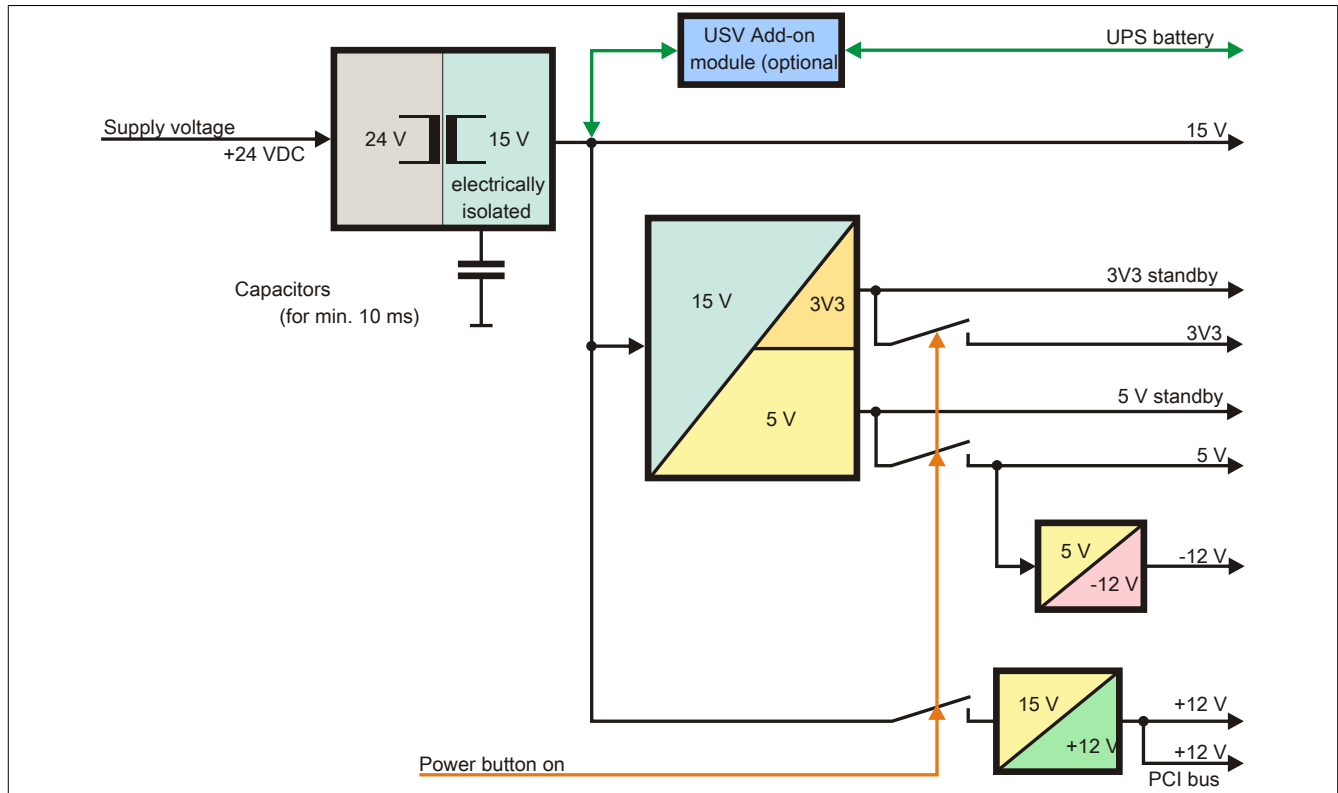 USV Add-on
module (optional
UPS battery
Supply voltage
+24 VDC
24 V
15 V
electrically
isolated
15 V
Capacitors
(for min. 10 ms)
15 V
3V3
5 V
3V3 standby
3V3
5 V standby
5 V
5 V
-12 V
-12 V
15 V
+12 V
+12 V
+12 V
PCI bus
Power button on